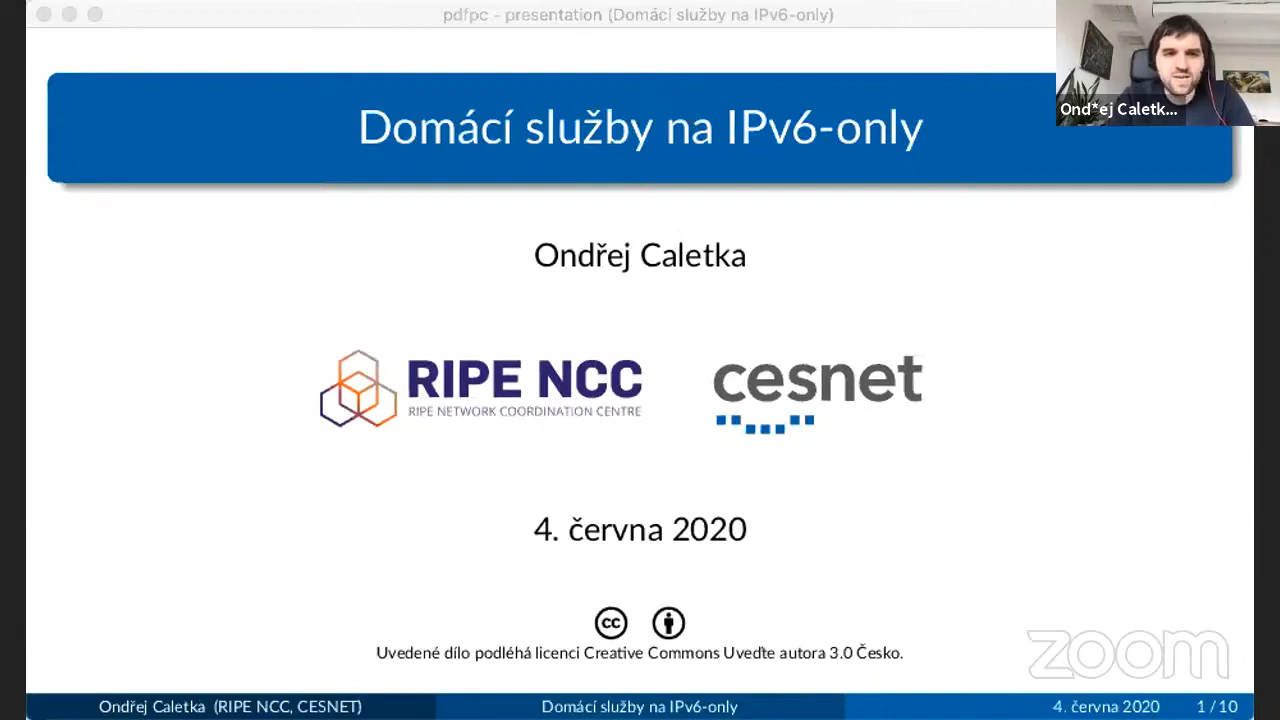 pdfpc - presentation (Domácí služby na IPv6-only)
Ond*ej Caletk...
Domácí služby na IPv6-only
Ondřej Caletka
RIPE NCC
RIPE NETWORK COORDINATION CENTRE
cesnet
4. června 2020
cc
Uvedené dílo podléhá licenci Creative Commons Uveďte autora 3.0 Česko.
zoom
Ondřej Caletka (RIPE NCC, CESNET) Domácí služby na IPv6-only 4. června 2020 1 / 10